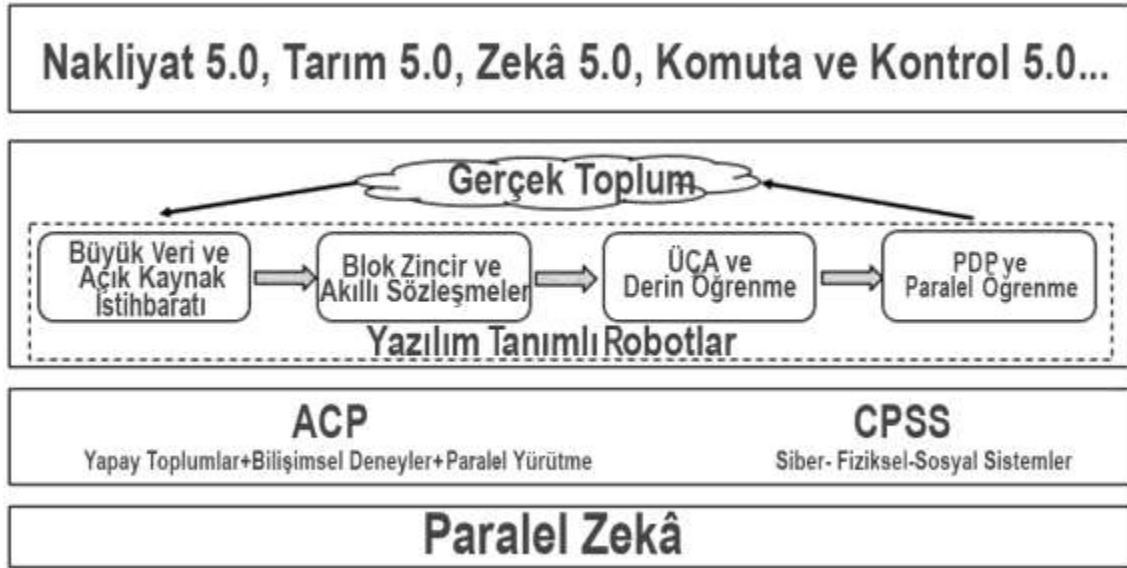 Nakliyat 5.0, Tarım 5.0, Zekâ 5.0, Komuta ve Kontrol 5.0...
Gerçek Toplum
Büyük Veri ve
Açık Kaynak
İstihbaratı
Blok Zincir ve
Akıllı Sözleşmeler
ÜÇA ve
Derin Öğrenme
PDP ye
Paralel Öğrenme
Yazılım Tanımlı Robotlar
ACP
Yapay Toplumlar+Bilişimsel Deneyler+Paralel Yürütme
CPSS
Siber- Fiziksel-Sosyal Sistemler
Paralel Zekâ